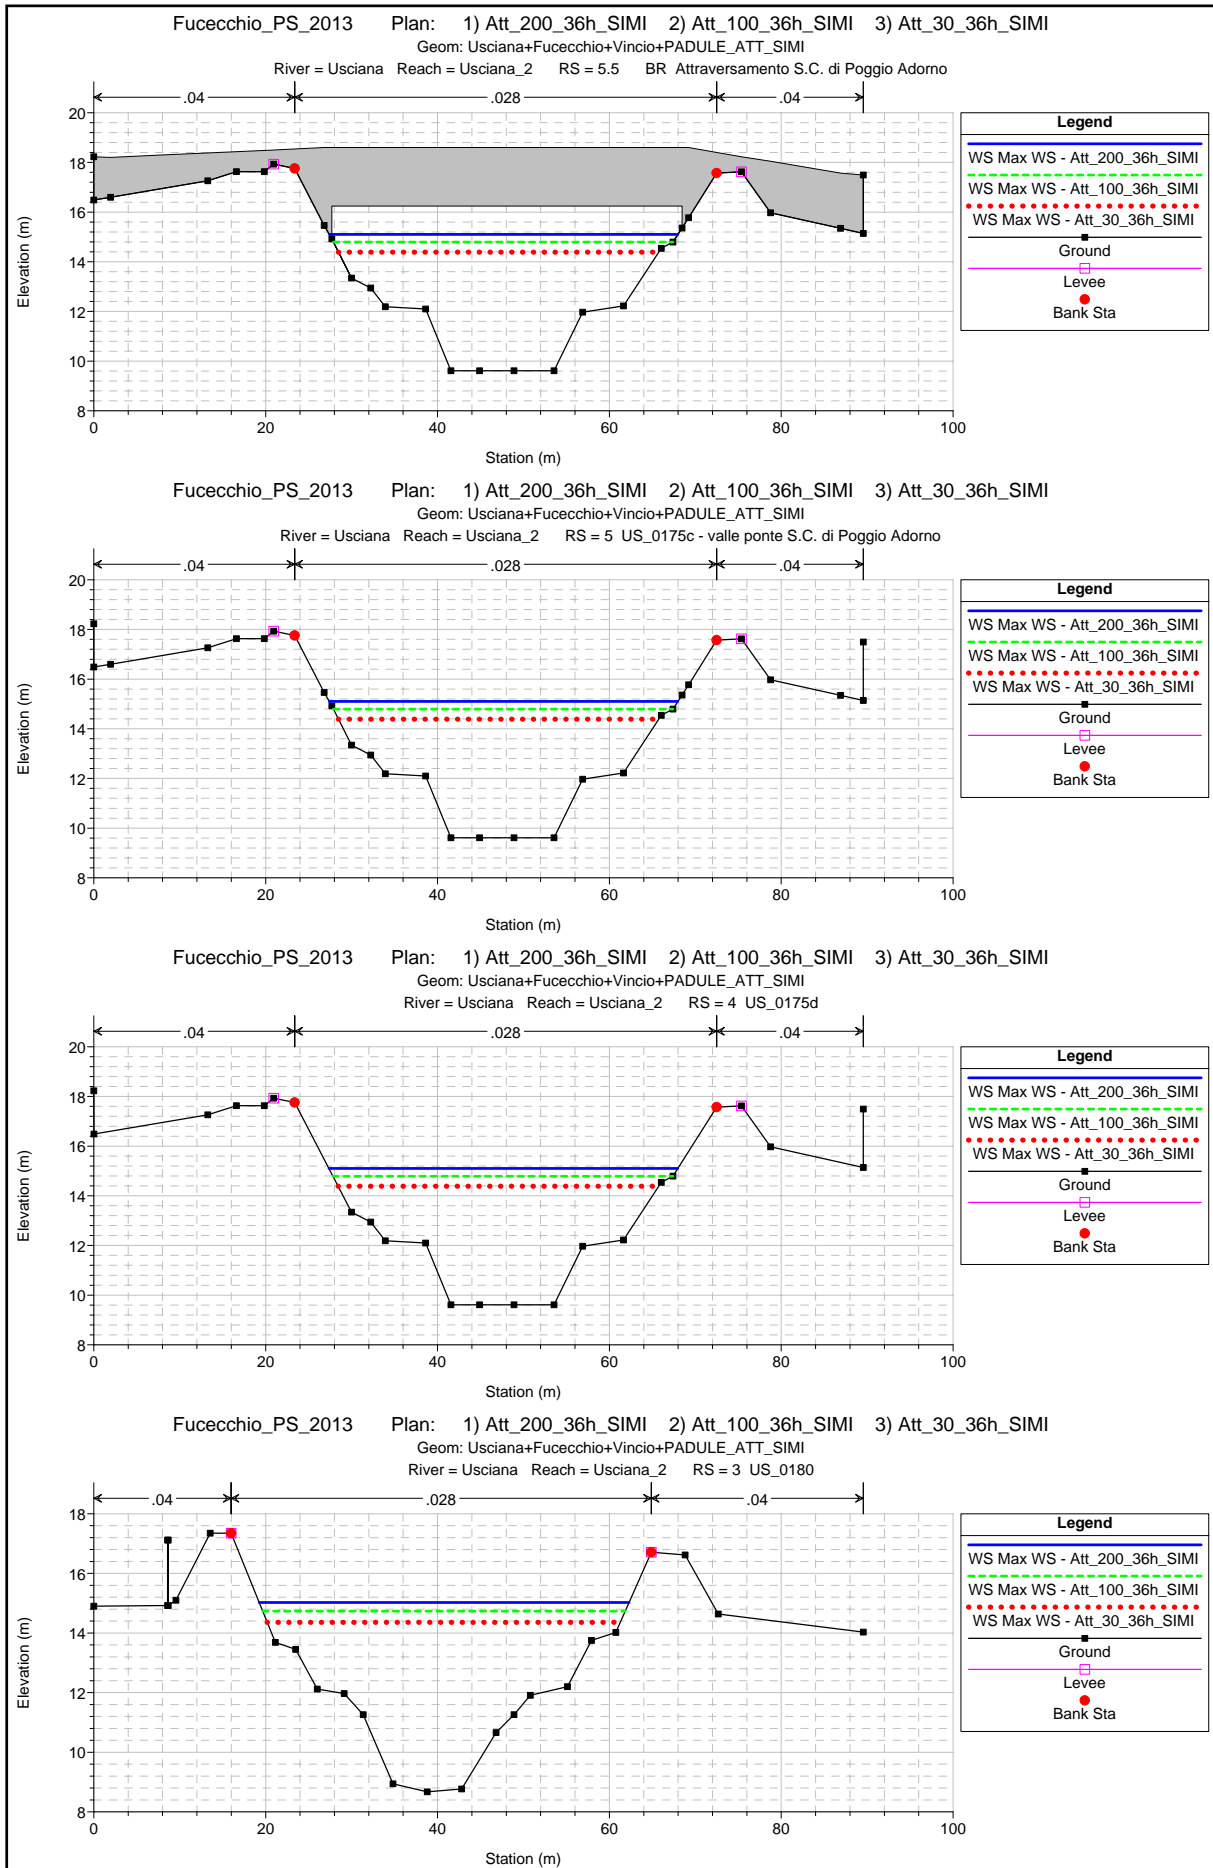 Fucecchio_PS_2013 Plan: 1) Att_200_36h_SIMI 2) Att_100_36h_SIMI 3) Att_30_36h_SIMI
Geom: Usciana+Fucecchio+Vincio+PADULE_ATT_SIMI
River = Usciana Reach = Usciana_2 RS = 5.5 BR Attraversamento S.C. di Poggio Adorno
.04 .028 .04
20
18
16
14
12
10
8
Elevation (m)
0 20 40 60 80 100
Station (m)
Legend
WS Max WS - Att_200_36h_SIMI
WS Max WS - Att_100_36h_SIMI
WS Max WS - Att_30_36h_SIMI
Ground
Levee
Bank Sta
Fucecchio_PS_2013 Plan: 1) Att_200_36h_SIMI 2) Att_100_36h_SIMI 3) Att_30_36h_SIMI
Geom: Usciana+Fucecchio+Vincio+PADULE_ATT_SIMI
River = Usciana Reach = Usciana_2 RS = 5 US_0175c - valle ponte S.C. di Poggio Adorno
.04 .028 .04
20
18
16
14
12
10
8
Elevation (m)
0 20 40 60 80 100
Station (m)
Legend
WS Max WS - Att_200_36h_SIMI
WS Max WS - Att_100_36h_SIMI
WS Max WS - Att_30_36h_SIMI
Ground
Levee
Bank Sta
Fucecchio_PS_2013 Plan: 1) Att_200_36h_SIMI 2) Att_100_36h_SIMI 3) Att_30_36h_SIMI
Geom: Usciana+Fucecchio+Vincio+PADULE_ATT_SIMI
River = Usciana Reach = Usciana_2 RS = 4 US_0175d
.04 .028 .04
20
18
16
14
12
10
8
Elevation (m)
0 20 40 60 80 100
Station (m)
Legend
WS Max WS - Att_200_36h_SIMI
WS Max WS - Att_100_36h_SIMI
WS Max WS - Att_30_36h_SIMI
Ground
Levee
Bank Sta
Fucecchio_PS_2013 Plan: 1) Att_200_36h_SIMI 2) Att_100_36h_SIMI 3) Att_30_36h_SIMI
Geom: Usciana+Fucecchio+Vincio+PADULE_ATT_SIMI
River = Usciana Reach = Usciana_2 RS = 3 US_0180
.04 .028 .04
18
16
14
12
10
8
Elevation (m)
0 20 40 60 80 100
Station (m)
Legend
WS Max WS - Att_200_36h_SIMI
WS Max WS - Att_100_36h_SIMI
WS Max WS - Att_30_36h_SIMI
Ground
Levee
Bank Sta